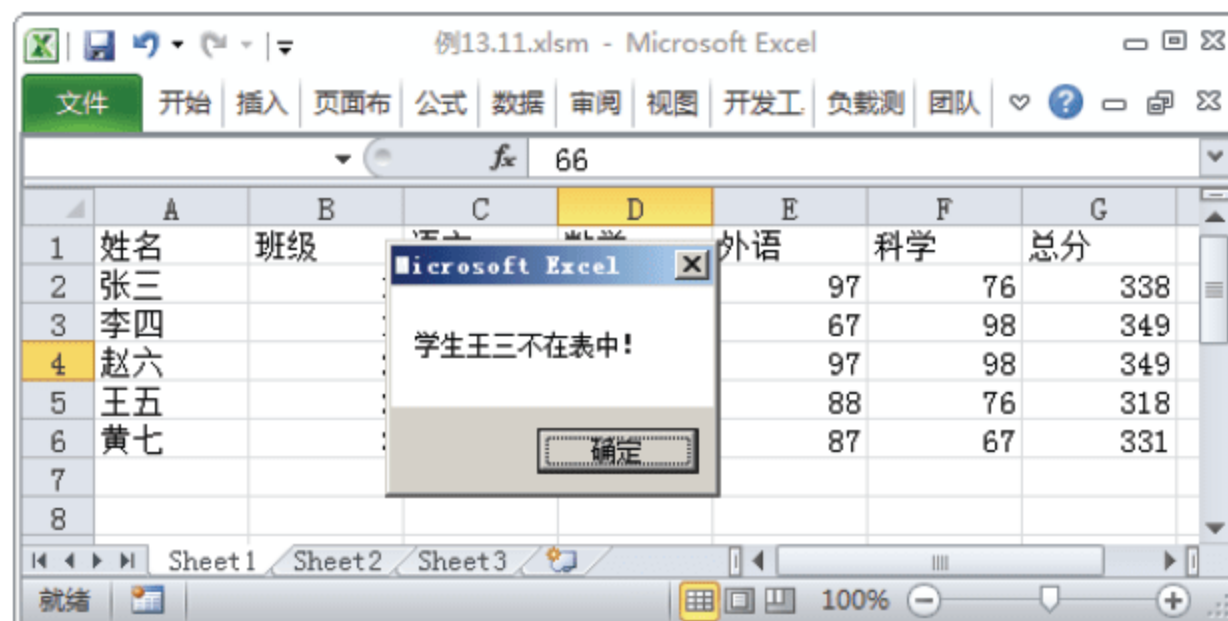 例13.11.xlsm - Microsoft Excel
文件 开始 插入 页面布 公式 数据 审阅 视图 开发工 负载测 团队
fx 66
A B C D E F G
1 姓名 班级 外语 科学 总分
Microsoft Excel
2 张三 97 76 338
3 李四 67 98 349
学生王三不在表中!
4 赵六 97 98 349
5 王五 88 76 318
6 黄七 87 67 331
确定
7
8
Sheet1 Sheet2 Sheet3
就绪 100%